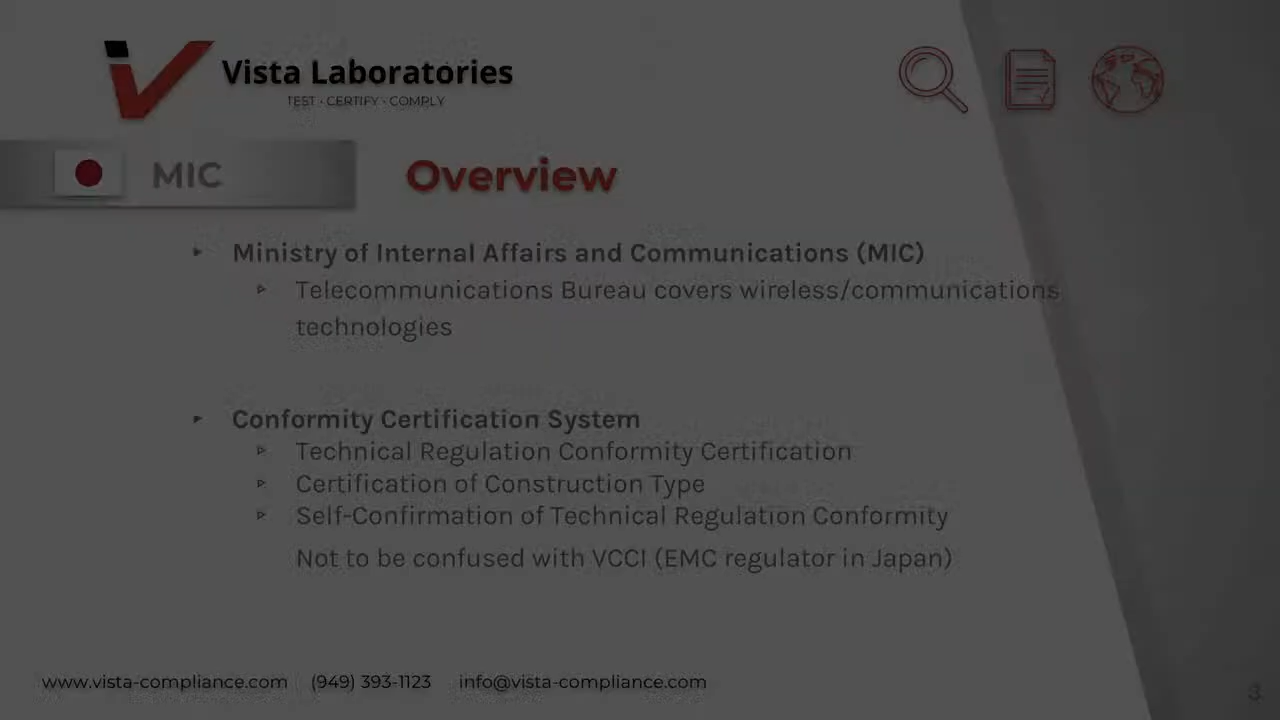 Vista Laboratories
TEST · CERTIFY · COMPLY
MIC
Overview
Ministry of Internal Affairs and Communications (MIC)
Telecommunications Bureau covers wireless/communications
technologies
Conformity Certification System
Technical Regulation Conformity Certification
Certification of Construction Type
Self-Confirmation of Technical Regulation Conformity
Not to be confused with VCCI (EMC regulator in Japan)
www.vista-compliance.com (949) 393-1123 info@vista-compliance.com
3